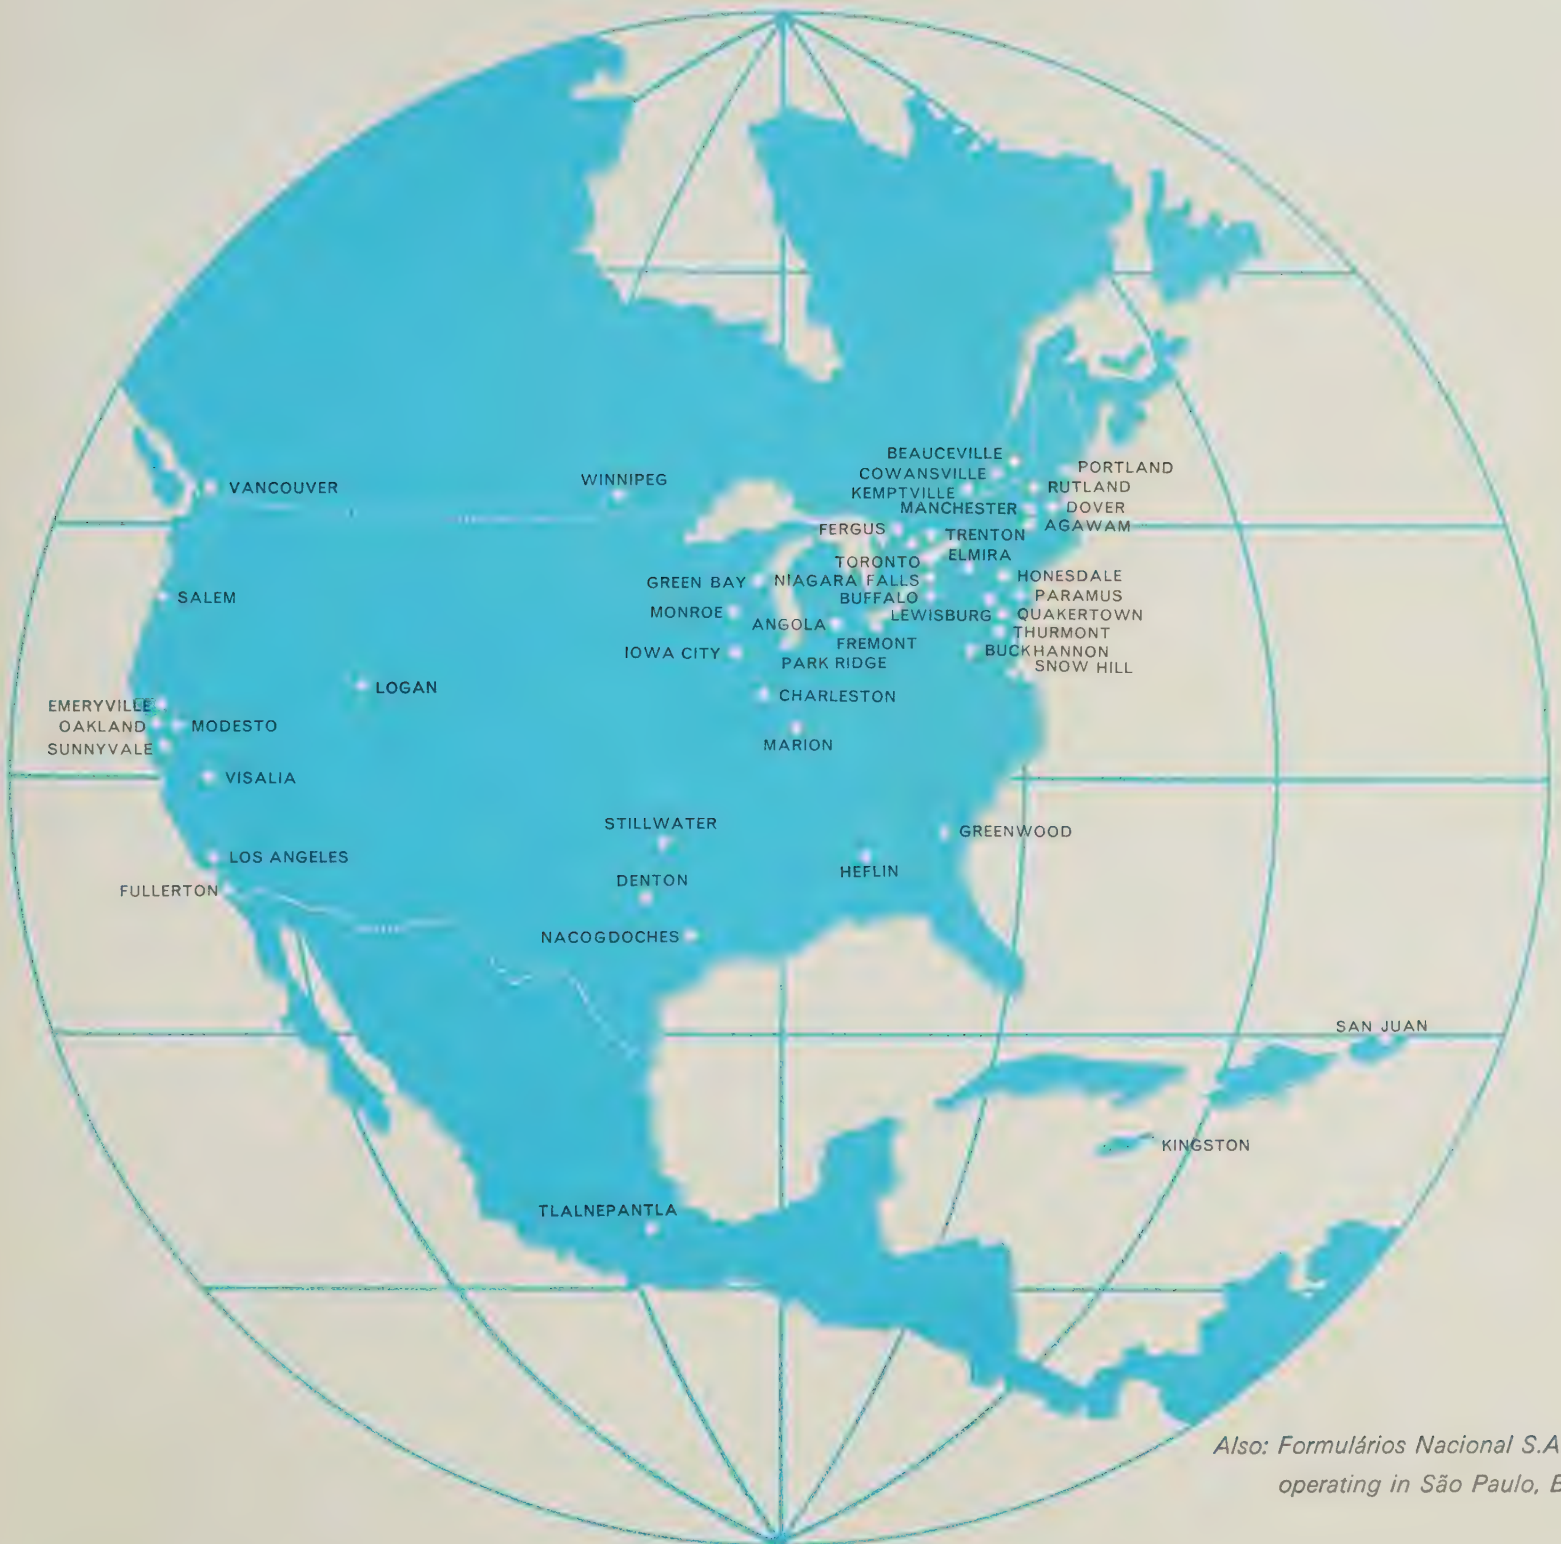 BEAUCEVILLE
COWANSVILLE
PORTLAND
VANCOUVER
WINNIPEG
KEMPTVILLE
RUTLAND
MANCHESTER
DOVER
FERGUS
TRENTON
AGAWAM
TORONTO
ELMIRA
GREEN BAY
NIAGARA FALLS
HONESDALE
SALEM
BUFFALO
PARAMUS
MONROE
ANGOLA
LEWISBURG
QUAKERTOWN
FREMONT
THURMONT
IOWA CITY
PARK RIDGE
BUCKHANNON
SNOW HILL
LOGAN
CHARLESTON
EMERYVILLE
OAKLAND
MODESTO
SUNNYVALE
MARION
VISALIA
STILLWATER
GREENWOOD
LOS ANGELES
HEFLIN
FULLERTON
DENTON
NACOGDOCHES
SAN JUAN
KINGSTON
TLALNEPANTLA
Also: Formulários Nacional S.A
operating in São Paulo, B